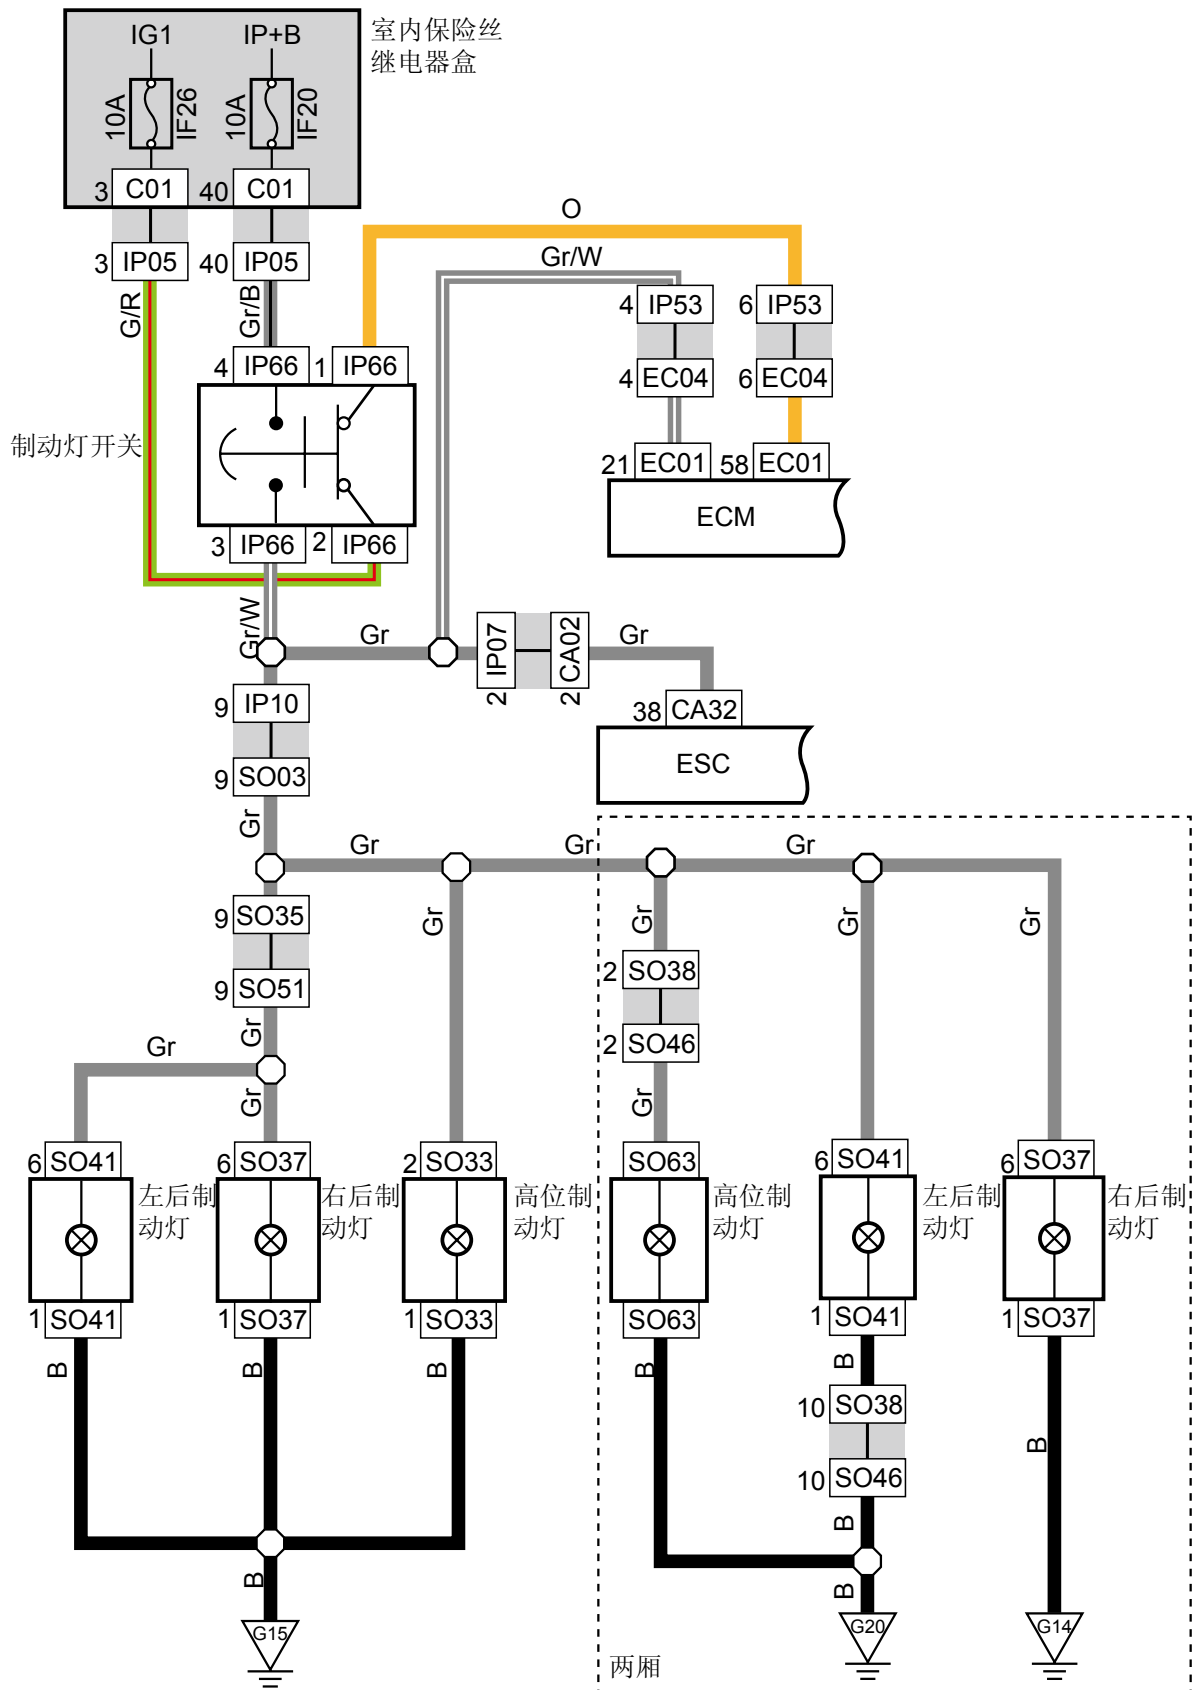 IG1 IP+B
室内保险丝
继电器盒
10A IF26 10A IF20
3 C01 40 C01
3 IP05 40 IP05
G/R Gr/B
O
Gr/W
4 IP53 6 IP53
4 EC04 6 EC04
21 EC01 58 EC01
ECM
4 IP66 1 IP66
制动灯开关
3 IP66 2 IP66
Gr/W
Gr
2 IP07 2 CA02
Gr
38 CA32
ESC
9 IP10
9 SO03
Gr
Gr Gr Gr
9 SO35
9 SO51
Gr Gr Gr Gr
2 SO38
2 SO46
Gr
Gr
Gr
Gr
6 SO41 6 SO37 2 SO33 SO63 6 SO41 6 SO37
左后制
动灯
右后制
动灯
高位制
动灯
高位制
动灯
左后制
动灯
右后制
动灯
1 SO41 1 SO37 1 SO33 SO63 1 SO41 1 SO37
B B B B B
10 SO38
10 SO46
B
B
B
B
G15 G20 G14
两厢